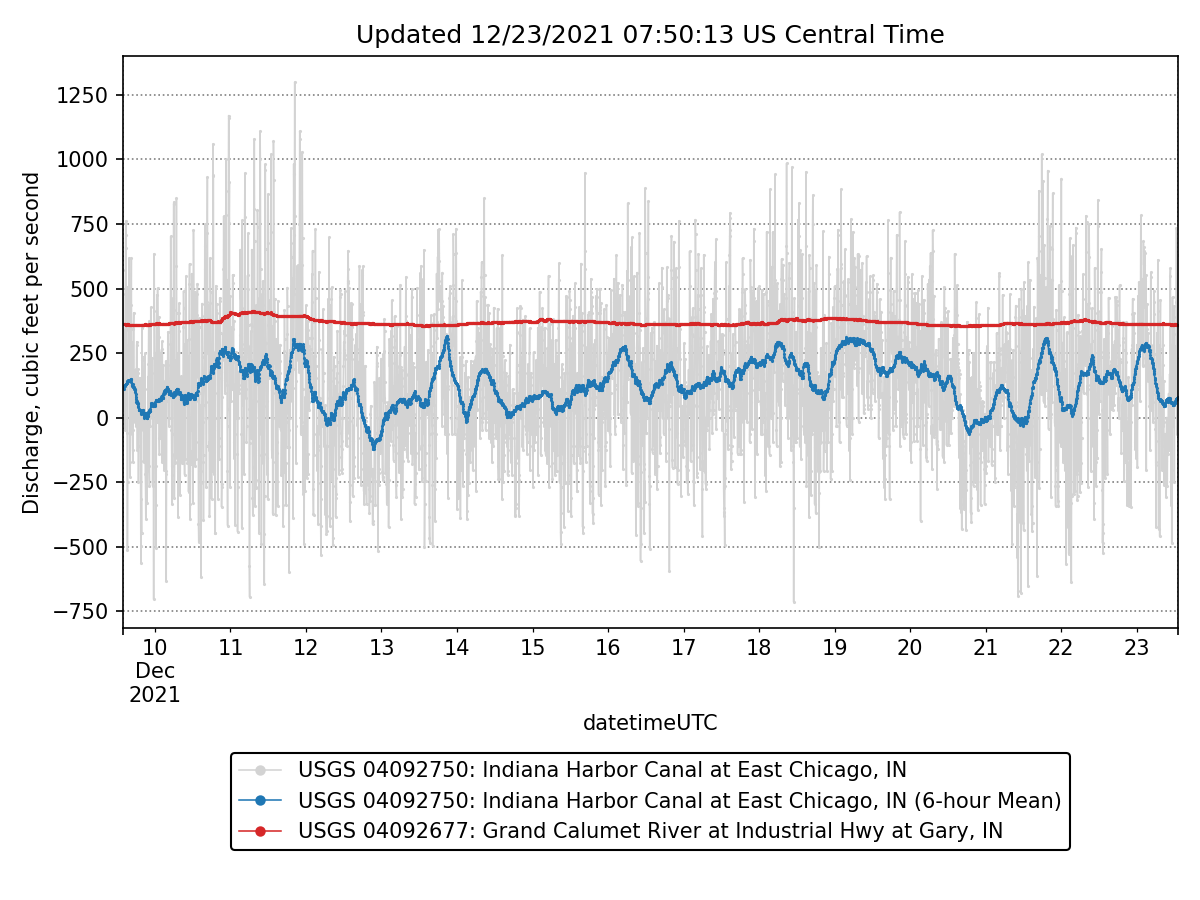 Updated 12/23/2021 07:50:13 US Central Time
Discharge, cubic feet per second
1250
1000
750
500
250
0
−250
−500
−750
10 11 12 13 14 15 16 17 18 19 20 21 22 23
Dec
2021
datetimeUTC
USGS 04092750: Indiana Harbor Canal at East Chicago, IN
USGS 04092750: Indiana Harbor Canal at East Chicago, IN (6-hour Mean)
USGS 04092677: Grand Calumet River at Industrial Hwy at Gary, IN